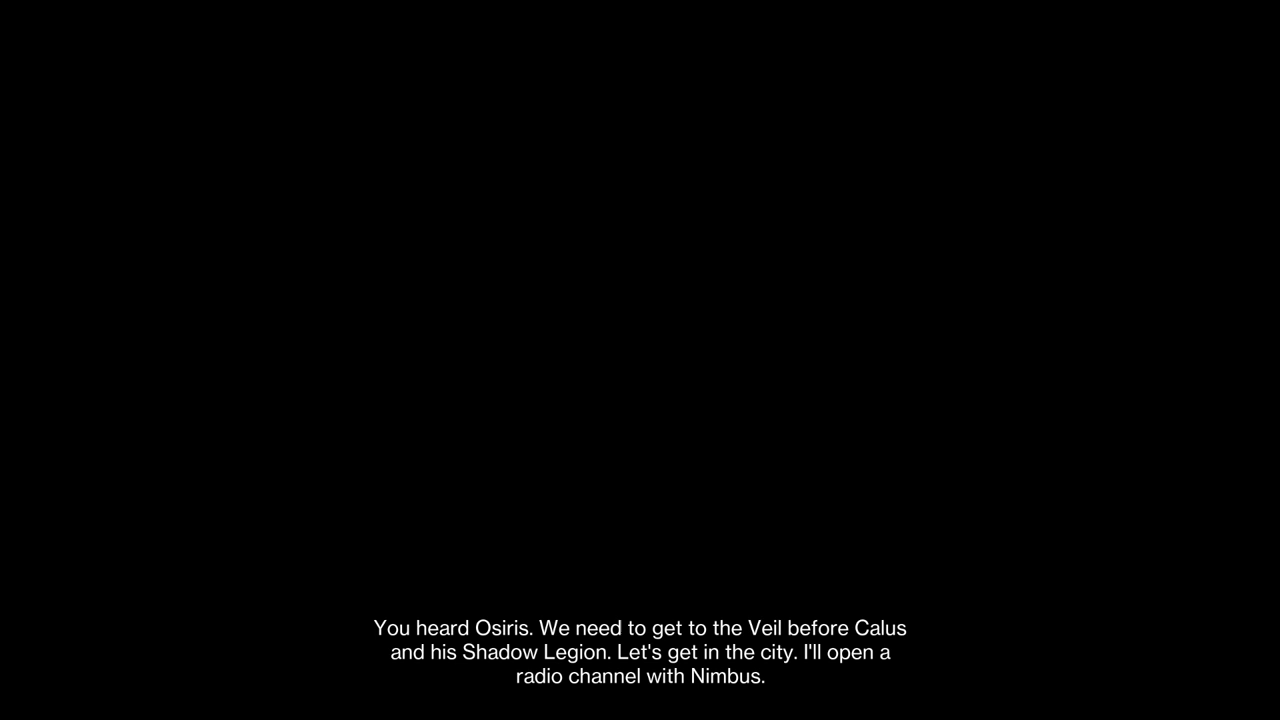 You heard Osiris. We need to get to the Veil before Calus
and his Shadow Legion. Let's get in the city. I'll open a
radio channel with Nimbus.